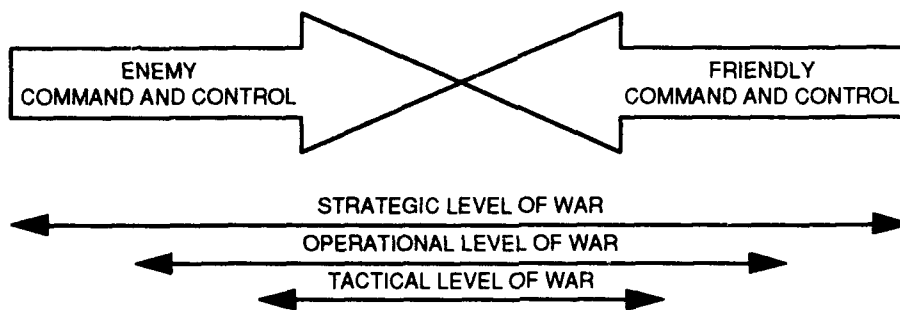 ENEMY
COMMAND AND CONTROL
FRIENDLY
COMMAND AND CONTROL
STRATEGIC LEVEL OF WAR
OPERATIONAL LEVEL OF WAR
TACTICAL LEVEL OF WAR